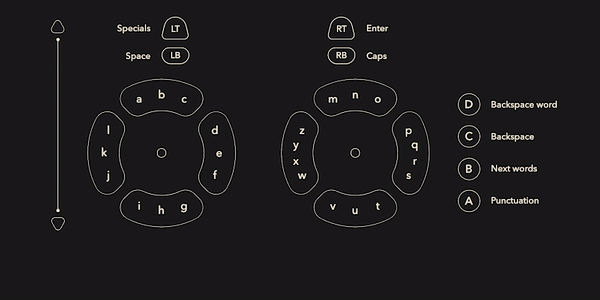 Specials LT
RT Enter
Space LB
RB Caps
a b c
l
k
j
d
e
f
i h g
m n o
z
y
x
w
p
q
r
s
v u t
D Backspace word
C Backspace
B Next words
A Punctuation